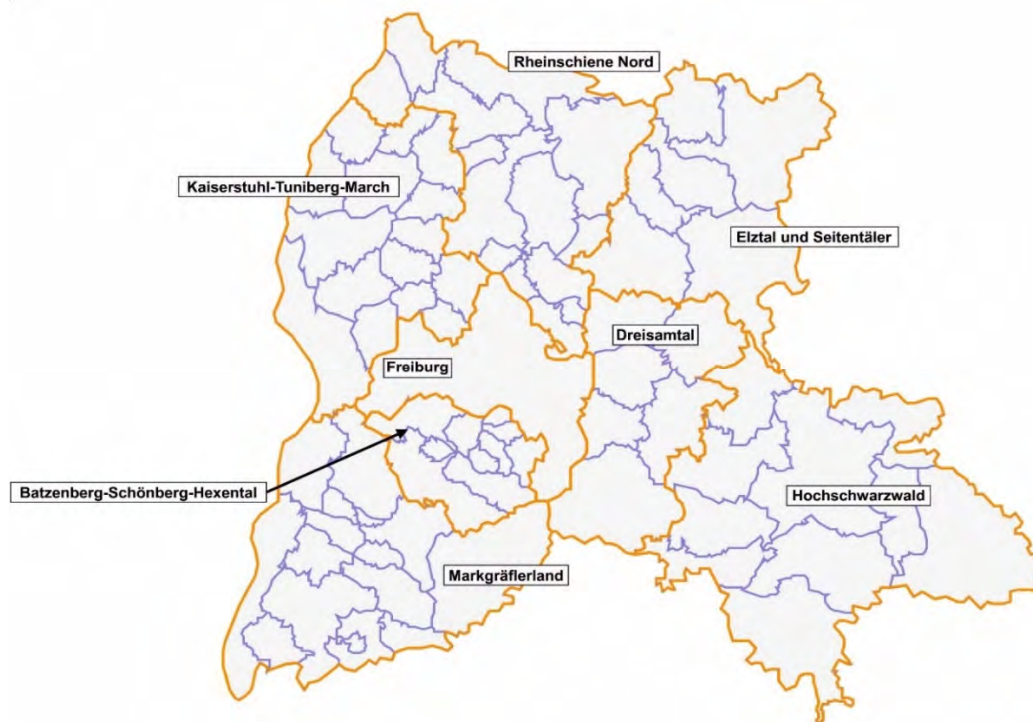 Rheinschiene Nord
Kaiserstuhl-Tuniberg-March
Elztal und Seitentäler
Dreisamtal
Freiburg
Batzenberg-Schönberg-Hexental
Hochschwarzwald
Markgräflerland